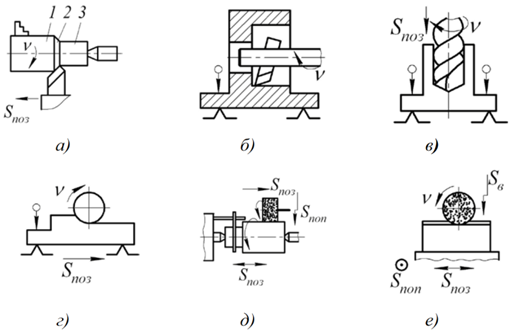 1 2 3
v
Sпоз
а)
v
б)
Sпоз
v
в)
v
Sпоз
г)
Sпоз
Sпоп
Sпоз
д)
v
Sв
Sпоп
Sпоз
е)